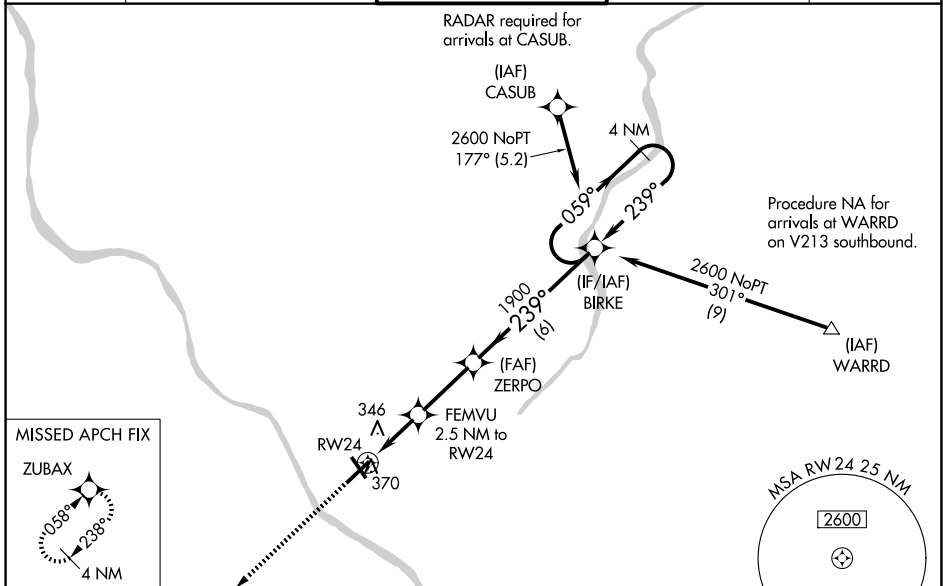 RADAR required for
arrivals at CASUB.
(IAF)
CASUB
2600 NoPT
177° (5.2)
4 NM
059°
239°
Procedure NA for
arrivals at WARRD
on V213 southbound.
2600 NoPT
301°
(9)
(IF/IAF)
BIRKE
(IAF)
WARRD
1900
239°
(6)
(FAF)
ZERPO
FEMVU
2.5 NM to
RW24
346
RW24
370
MISSED APCH FIX
ZUBAX
058°
238°
4 NM
MSA RW 24 25 NM
2600